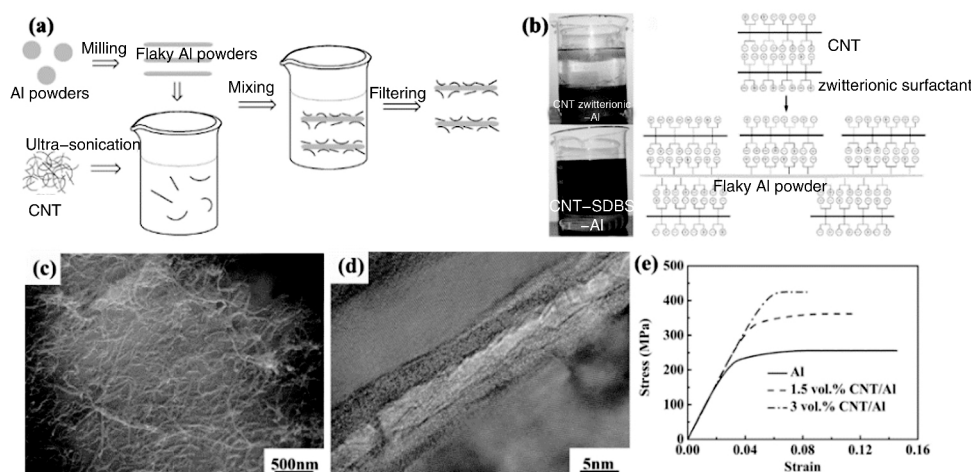 (a)
Milling
Flaky Al powders
Al powders
Mixing
Filtering
Ultra-sonication
CNT
(b)
CNT zwitterionic
-Al
CNT-SDBS
-Al
CNT
zwitterionic surfactant
Flaky Al powder
(c)
500nm
(d)
5nm
(e)
500
400
300
200
100
0
Stress (MPa)
Al
1.5 vol.% CNT/Al
3 vol.% CNT/Al
0.00
0.04
0.08
0.12
0.16
Strain